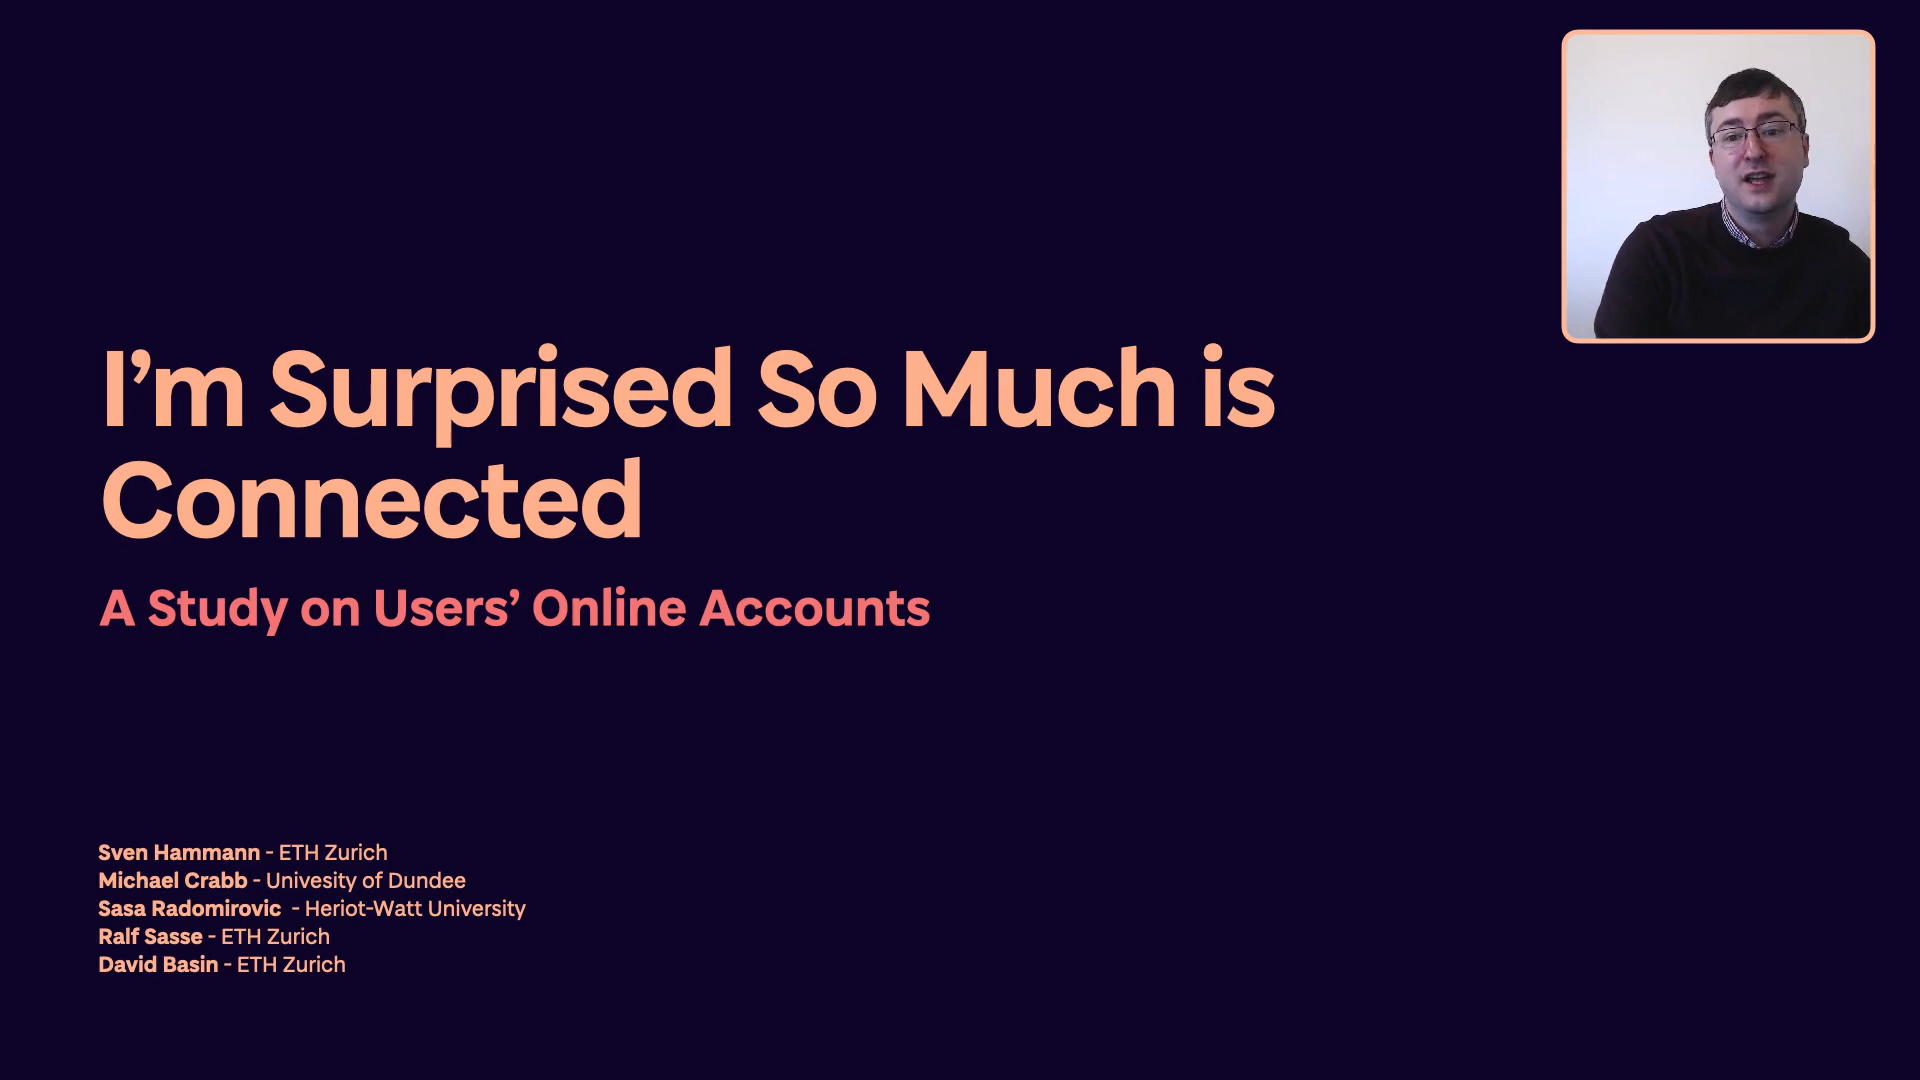 I’m Surprised So Much is
Connected
A Study on Users’ Online Accounts
Sven Hammann - ETH Zurich
Michael Crabb - Univesity of Dundee
Sasa Radomirovic - Heriot-Watt University
Ralf Sasse - ETH Zurich
David Basin - ETH Zurich